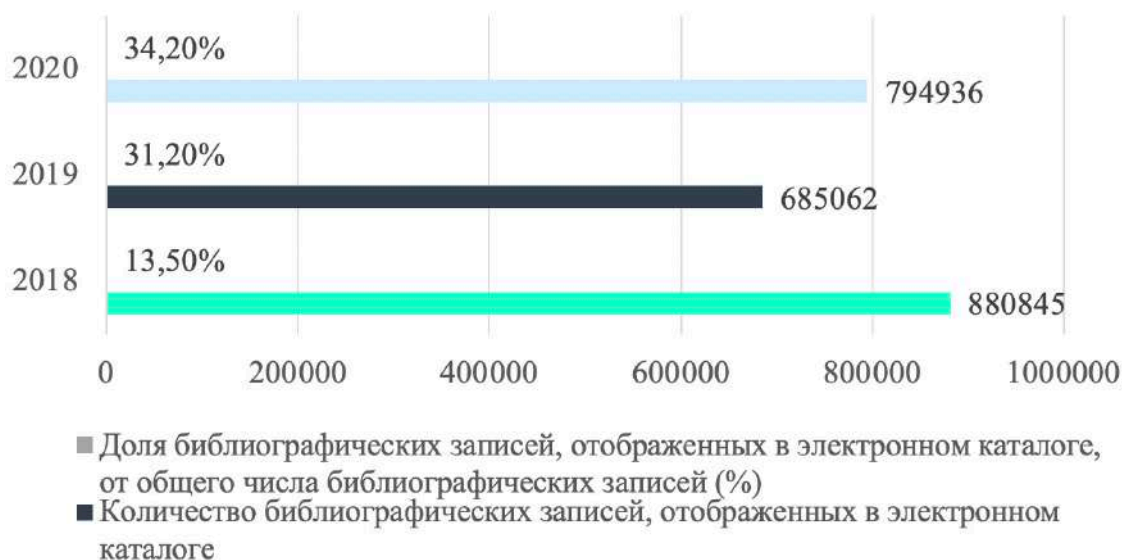 34,20%
2020
794936
31,20%
2019
685062
13,50%
2018
880845
0 200000 400000 600000 800000 1000000
Доля библиографических записей, отображенных в электронном каталоге,
от общего числа библиографических записей (%)
Количество библиографических записей, отображенных в электронном
каталоге